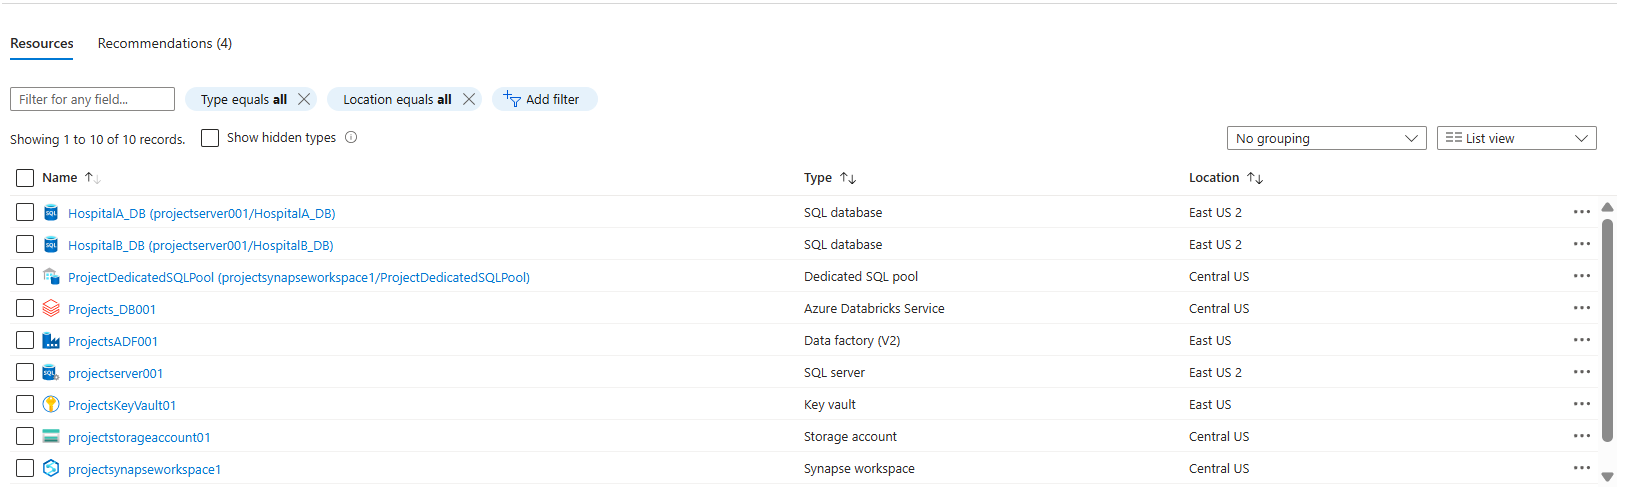 Resources Recommendations (4)
Filter for any field... Type equals all Location equals all Add filter
Showing 1 to 10 of 10 records. Show hidden types No grouping List view
Name Type Location
HospitalA_DB (projectserver001/HospitalA_DB) SQL database East US 2
HospitalB_DB (projectserver001/HospitalB_DB) SQL database East US 2
ProjectDedicatedSQLPool (projectsynapseworkspace1/ProjectDedicatedSQLPool) Dedicated SQL pool Central US
Projects_DB001 Azure Databricks Service Central US
ProjectsADF001 Data factory (V2) East US
projectserver001 SQL server East US 2
ProjectsKeyVault01 Key vault East US
projectstorageaccount01 Storage account Central US
projectsynapseworkspace1 Synapse workspace Central US